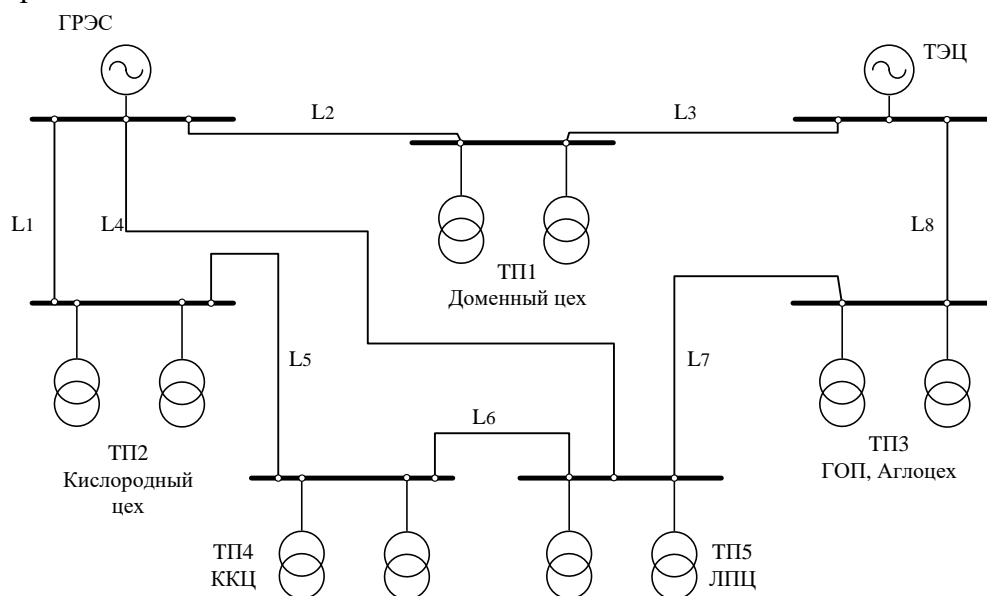 ГРЭС
ТЭЦ
L2
L3
L1
L4
L8
ТП1
Доменный цех
L5
L7
L6
ТП2
Кислородный
цех
ТП3
ГОП, Аглоцех
ТП4
ККЦ
ТП5
ЛПЦ